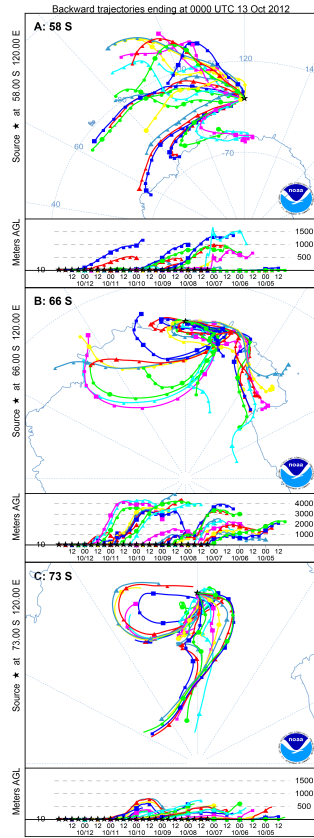 Backward trajectories ending at 0000 UTC 13 Oct 2012
A: 58 S
Source ★ at 58.00 S 120.00 E
120
-70
60
40
noaa
Meters AGL
1500
1000
500
10
12 00 12 00 12 00 12 00 12 00 12 00 12 00 12 00
10/12 10/11 10/10 10/09 10/08 10/07 10/06 10/05
B: 66 S
Source ★ at 66.00 S 120.00 E
noaa
Meters AGL
4000
3000
2000
1000
10
12 00 12 00 12 00 12 00 12 00 12 00 12 00 12 00 12
10/12 10/11 10/10 10/09 10/08 10/07 10/06 10/05
C: 73 S
Source ★ at 73.00 S 120.00 E
noaa
Meters AGL
1500
1000
500
10
12 00 12 00 12 00 12 00 12 00 12 00 12 00 12 00 12
10/12 10/11 10/10 10/09 10/08 10/07 10/06 10/05